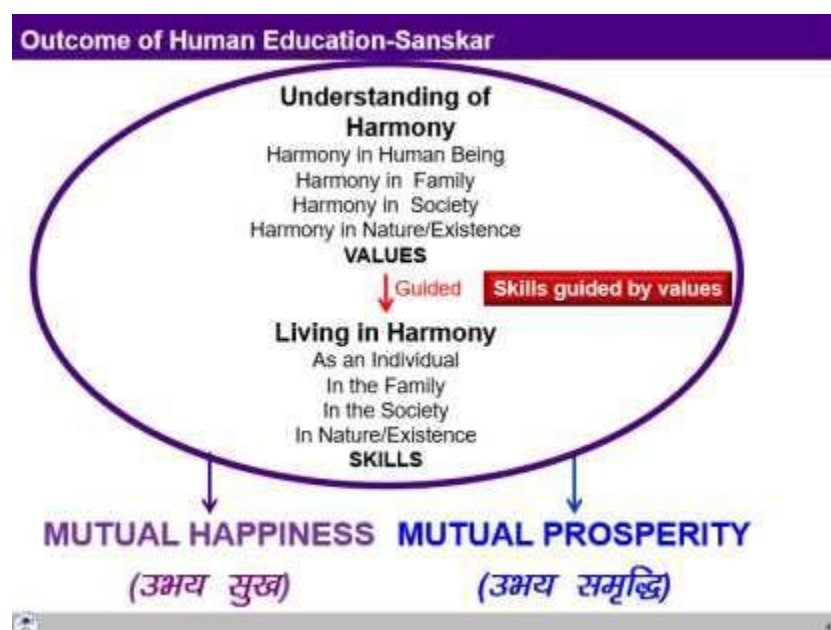 Outcome of Human Education-Sanskar
Understanding of
Harmony
Harmony in Human Being
Harmony in Family
Harmony in Society
Harmony in Nature/Existence
VALUES
Guided
Skills guided by values
Living in Harmony
As an Individual
In the Family
In the Society
In Nature/Existence
SKILLS
MUTUAL HAPPINESS
MUTUAL PROSPERITY
(उभय सुख)
(उभय समृद्धि)